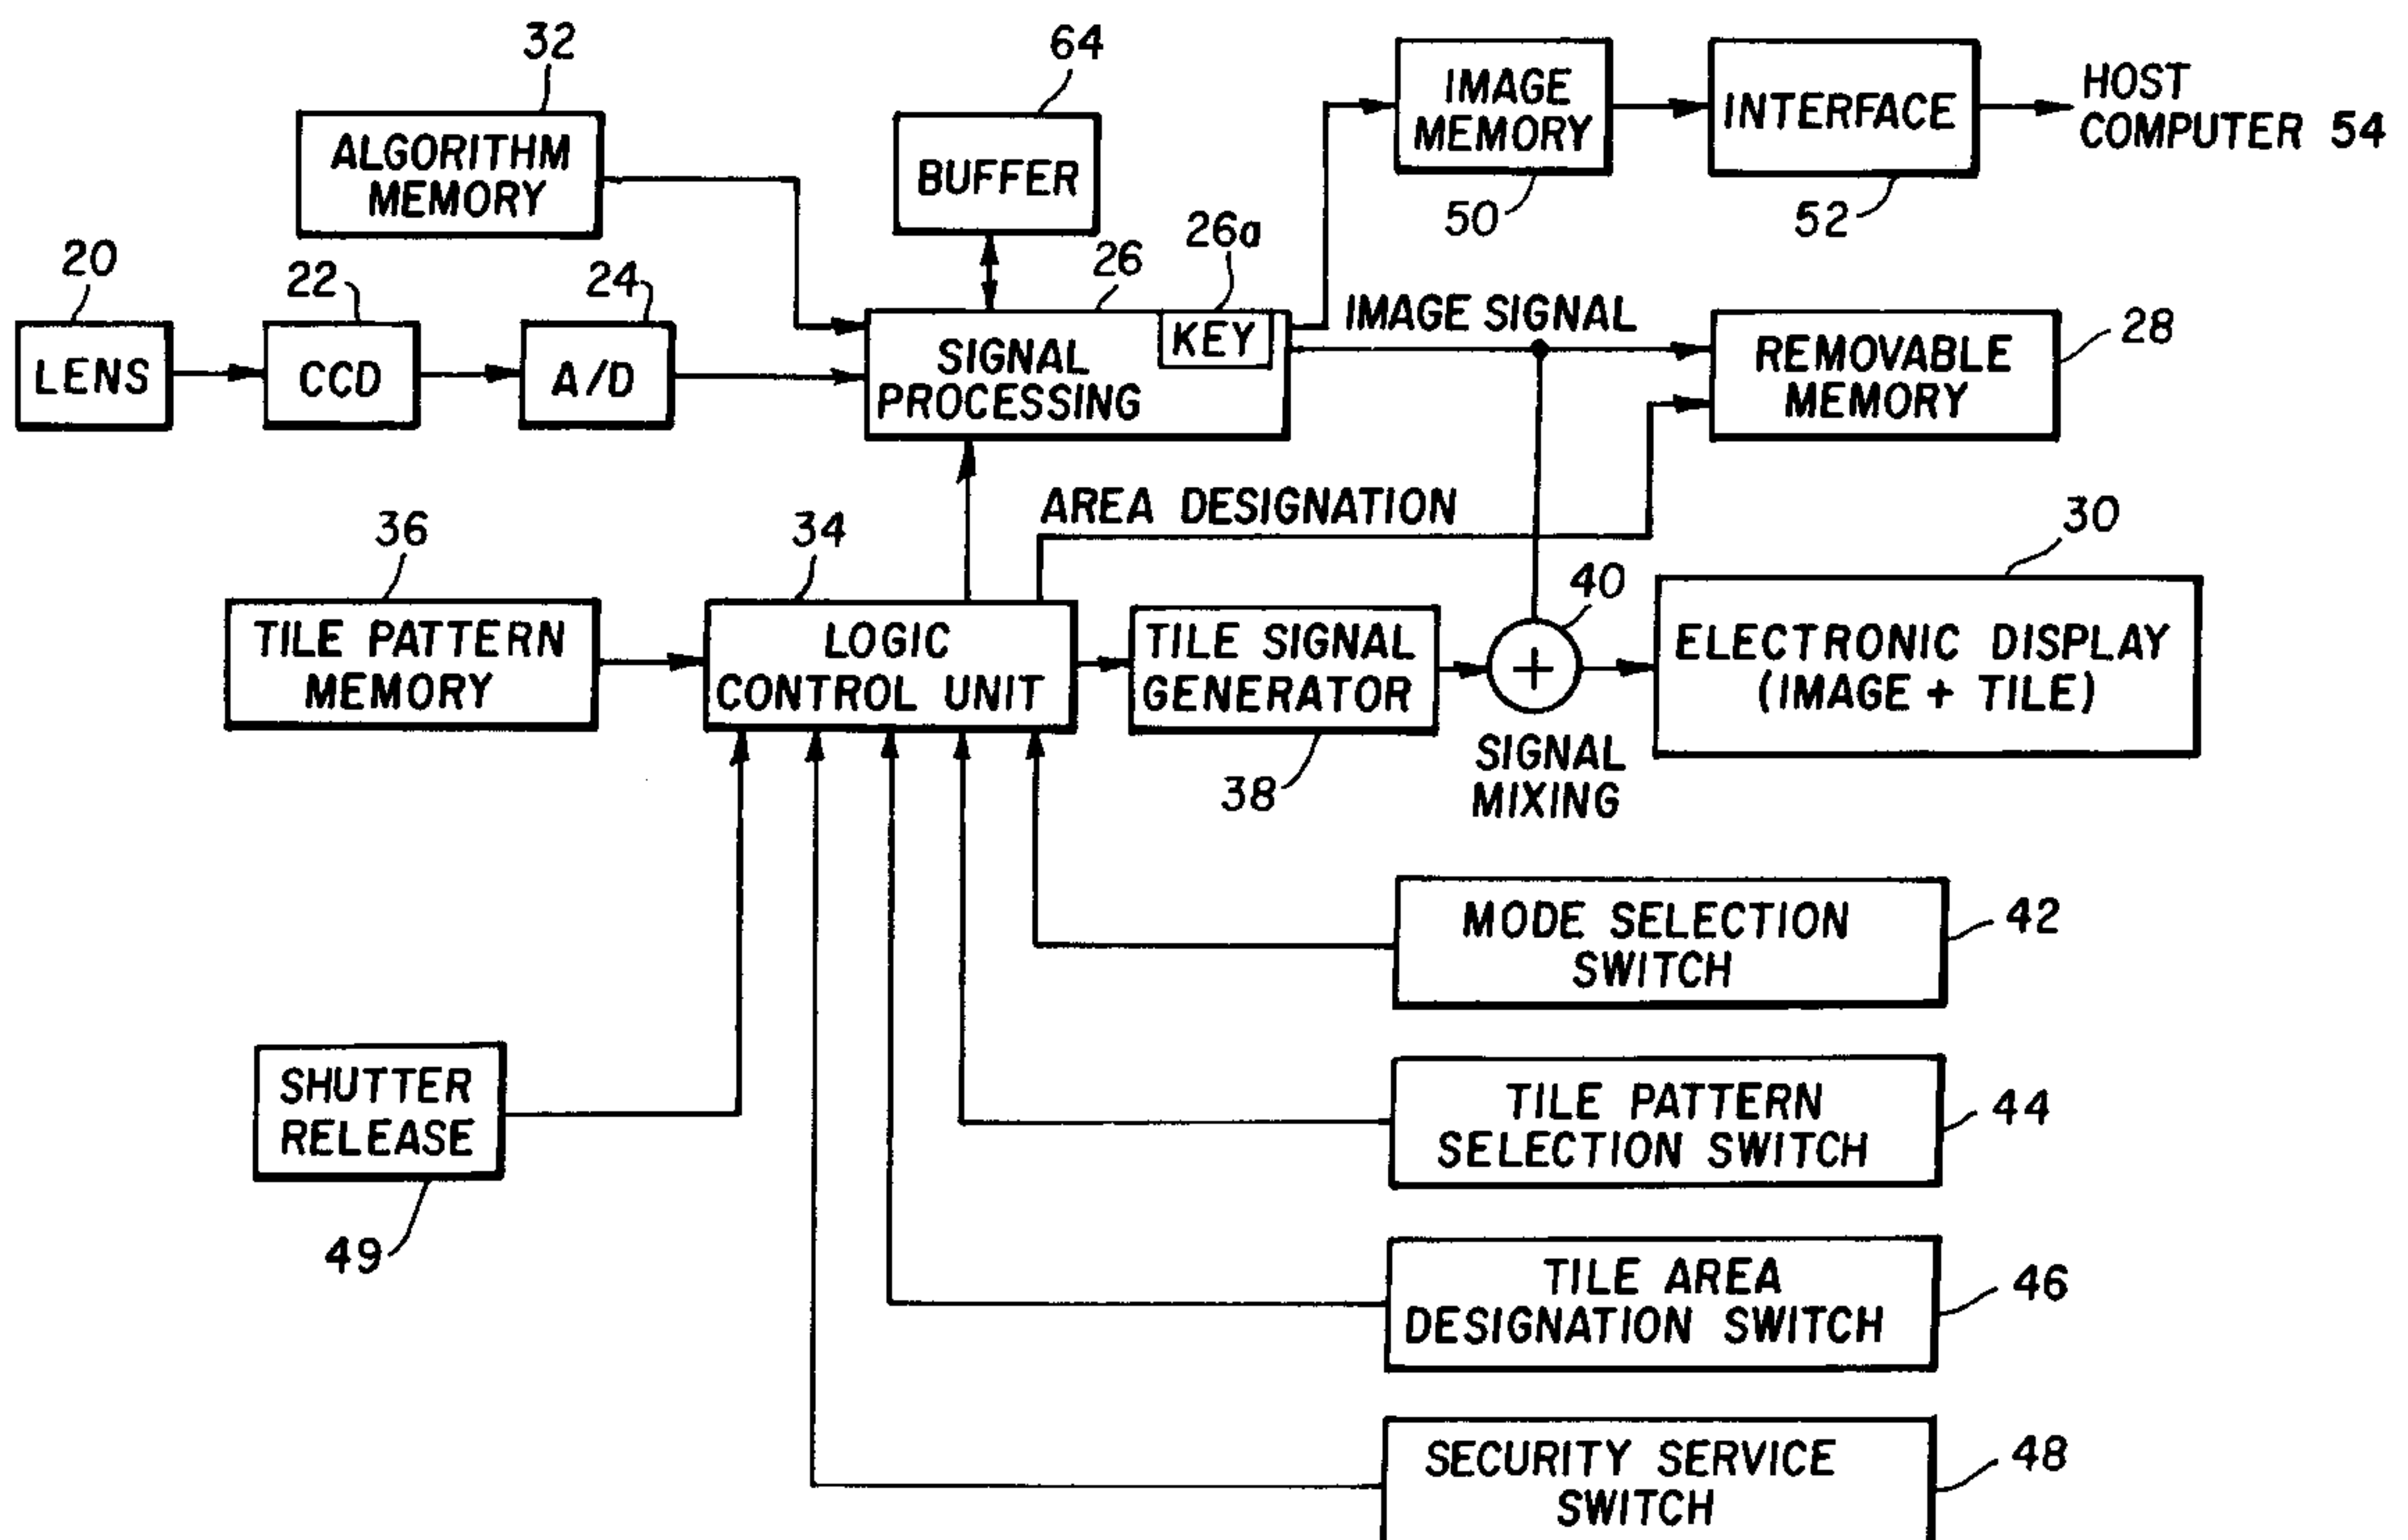 32
64
ALGORITHM
MEMORY
BUFFER
IMAGE
MEMORY
INTERFACE
HOST
COMPUTER 54
50
52
20
22
24
26
26a
LENS
CCD
A/D
SIGNAL
PROCESSING
KEY
IMAGE SIGNAL
REMOVABLE
MEMORY
28
AREA DESIGNATION
36
34
40
30
TILE PATTERN
MEMORY
LOGIC
CONTROL UNIT
TILE SIGNAL
GENERATOR
+
ELECTRONIC DISPLAY
(IMAGE + TILE)
38
SIGNAL
MIXING
MODE SELECTION
SWITCH
42
SHUTTER
RELEASE
49
TILE PATTERN
SELECTION SWITCH
44
TILE AREA
DESIGNATION SWITCH
46
SECURITY SERVICE
SWITCH
48